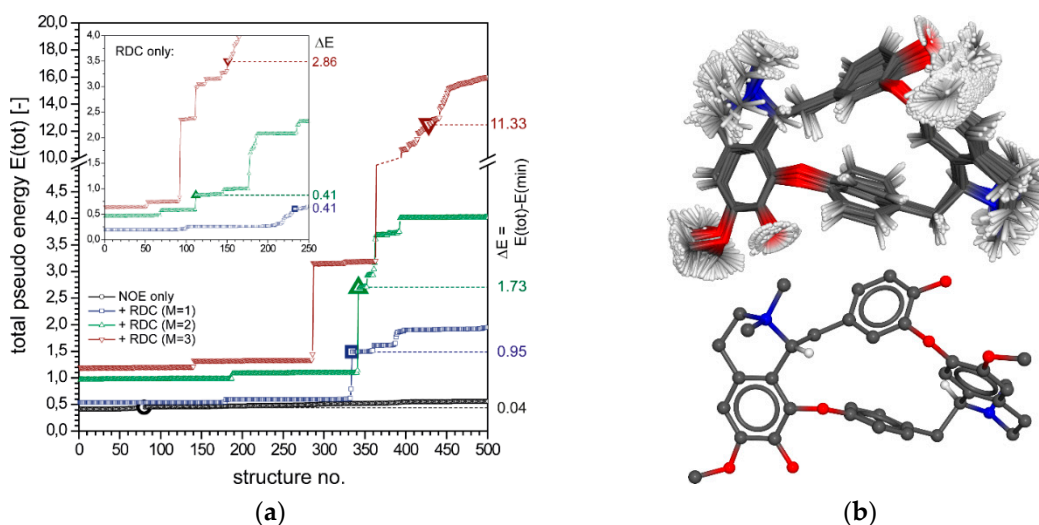 20,0
18,0
16,0
14,0
12,0
10,0
4,5
4,0
3,5
3,0
2,5
2,0
1,5
1,0
0,5
0,0
total pseudo energy E(tot) [-]
4,0
3,5
3,0
2,5
2,0
1,5
1,0
0,5
0,0
RDC only:
0 50 100 150 200 250
ΔE
2.86
0.41
0.41
11.33
ΔE =
E(tot)-E(min)
1.73
0.95
0.04
NOE only
+ RDC (M=1)
+ RDC (M=2)
+ RDC (M=3)
0 50 100 150 200 250 300 350 400 450 500
structure no.
(a)
(b)